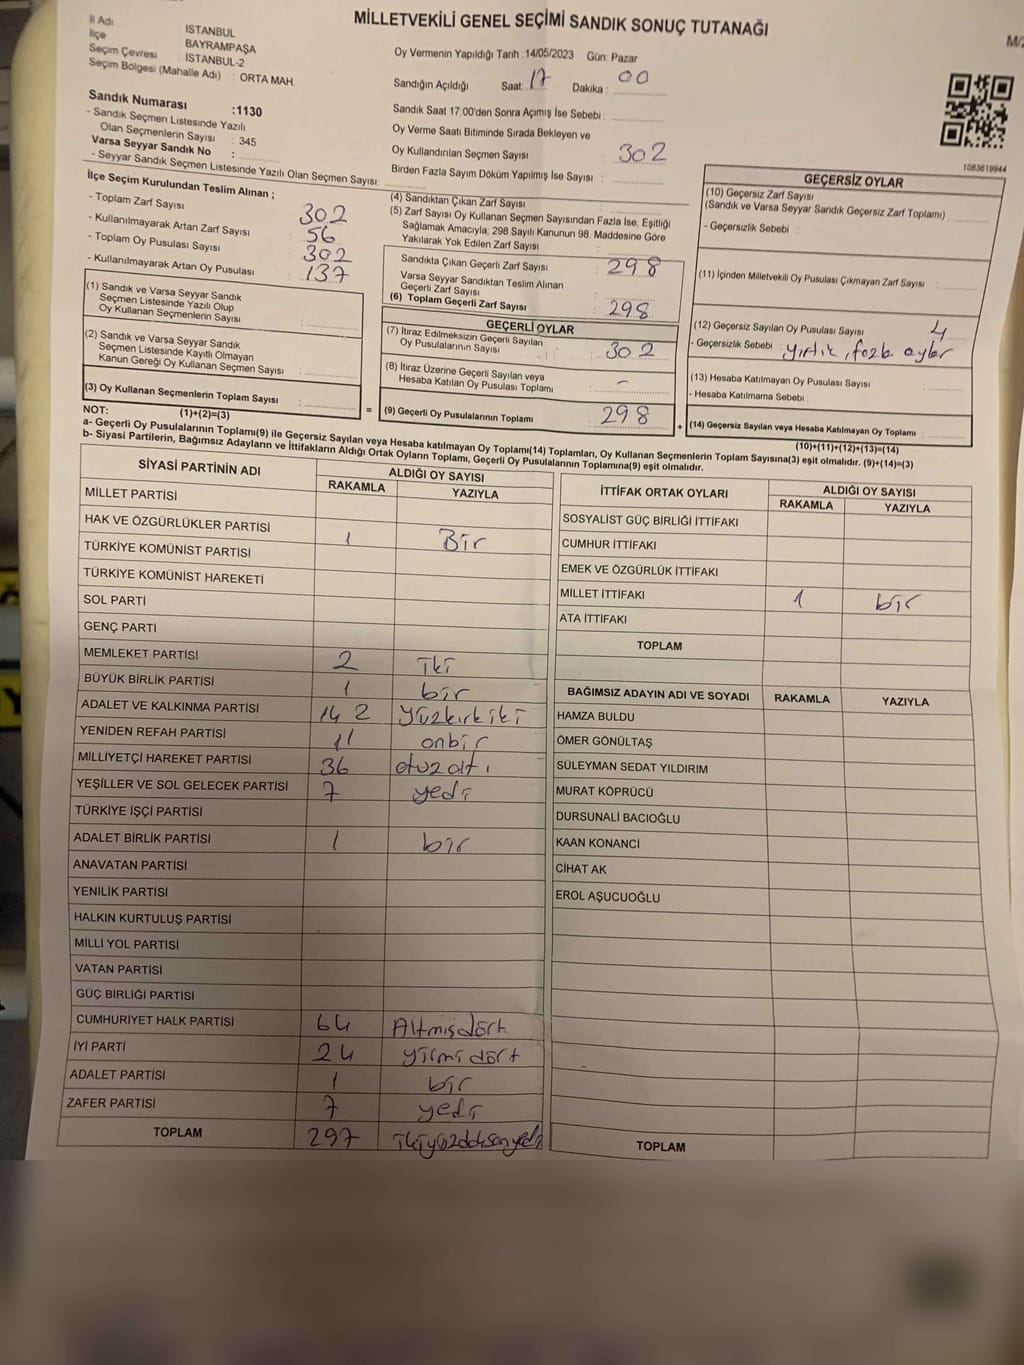 MİLLETVEKİLİ GENEL SEÇİMİ SANDIK SONUÇ TUTANAĞI
İl Adı İSTANBUL
İlçe BAYRAMPAŞA
Seçim Çevresi İSTANBUL-2
Seçim Bölgesi (Mahalle Adı) : ORTA MAH.
Sandık Numarası :1130
- Sandık Seçmen Listesinde Yazılı
Olan Seçmenlerin Sayısı : 345
Varsa Seyyar Sandık No :
- Seyyar Sandık Seçmen Listesinde Yazılı Olan Seçmen Sayısı:
Oy Vermenin Yapıldığı Tarih :14/05/2023 Gün: Pazar
Sandığın Açıldığı Saat: 17 Dakika : 00
Sandık Saat 17.00'den Sonra Açımış İse Sebebi :
Oy Verme Saati Bitiminde Sırada Bekleyen ve
Oy Kullandırılan Seçmen Sayısı : 302
Birden Fazla Sayım Döküm Yapılmış İse Sayısı :
1083619944
İlçe Seçim Kurulundan Teslim Alınan ;
- Toplam Zarf Sayısı : 302
- Kullanılmayarak Artan Zarf Sayısı : 56
- Toplam Oy Pusulası Sayısı : 302
- Kullanılmayarak Artan Oy Pusulası : 137
(1) Sandık ve Varsa Seyyar Sandık
Seçmen Listesinde Yazılı Olup
Oy Kullanan Seçmenlerin Sayısı :
(2) Sandık ve Varsa Seyyar Sandık
Seçmen Listesinde Kayıtlı Olmayan
Kanun Gereği Oy Kullanan Seçmen Sayısı :
(3) Oy Kullanan Seçmenlerin Toplam Sayısı :
(1)+(2)=(3)
(4) Sandıktan Çıkan Zarf Sayısı :
(5) Zarf Sayısı Oy Kullanan Seçmen Sayısından Fazla İse, Eşitliği
Sağlamak Amacıyla; 298 Sayılı Kanunun 98. Maddesine Göre
Yakılarak Yok Edilen Zarf Sayısı :
Sandıkta Çıkan Geçerli Zarf Sayısı : 298
Varsa Seyyar Sandıktan Teslim Alınan
Geçerli Zarf Sayısı :
(6) Toplam Geçerli Zarf Sayısı : 298
GEÇERLİ OYLAR
(7) İtiraz Edilmeksizin Geçerli Sayılan
Oy Pusulalarının Sayısı : 302
(8) İtiraz Üzerine Geçerli Sayılan veya
Hesaba Katılan Oy Pusulası Toplamı : -
= (9) Geçerli Oy Pusulalarının Toplamı : 298 +
GEÇERSİZ OYLAR
(10) Geçersiz Zarf Sayısı
(Sandık ve Varsa Seyyar Sandık Geçersiz Zarf Toplamı)
- Geçersizlik Sebebi :
(11) İçinden Milletvekili Oy Pusulası Çıkmayan Zarf Sayısı :
(12) Geçersiz Sayılan Oy Pusulası Sayısı : 4
- Geçersizlik Sebebi : yırtık, fazla oylar
(13) Hesaba Katılmayan Oy Pusulası Sayısı :
- Hesaba Katılmama Sebebi :
(14) Geçersiz Sayılan veya Hesaba Katılmayan Oy Toplamı :
(10)+(11)+(12)+(13)=(14)
NOT:
a- Geçerli Oy Pusulalarının Toplamı(9) ile Geçersiz Sayılan veya Hesaba katılmayan Oy Toplamı(14) Toplamları, Oy Kullanan Seçmenlerin Toplam Sayısına(3) eşit olmalıdır. (9)+(14)=(3)
b- Siyasi Partilerin, Bağımsız Adayların ve İttifakların Aldığı Ortak Oyların Toplamı, Geçerli Oy Pusulalarının Toplamına(9) eşit olmalıdır.
SİYASİ PARTİNİN ADI ALDIĞI OY SAYISI
RAKAMLA YAZIYLA
MİLLET PARTİSİ
HAK VE ÖZGÜRLÜKLER PARTİSİ
TÜRKİYE KOMÜNİST PARTİSİ 1 Bir
TÜRKİYE KOMÜNİST HAREKETİ
SOL PARTİ
GENÇ PARTİ
MEMLEKET PARTİSİ 2 iki
BÜYÜK BİRLİK PARTİSİ 1 bir
ADALET VE KALKINMA PARTİSİ 142 Yüzkırkiki
YENİDEN REFAH PARTİSİ 11 onbir
MİLLİYETÇİ HAREKET PARTİSİ 36 otuzaltı
YEŞİLLER VE SOL GELECEK PARTİSİ 7 yedi
TÜRKİYE İŞÇİ PARTİSİ
ADALET BİRLİK PARTİSİ 1 bir
ANAVATAN PARTİSİ
YENİLİK PARTİSİ
HALKIN KURTULUŞ PARTİSİ
MİLLİ YOL PARTİSİ
VATAN PARTİSİ
GÜÇ BİRLİĞİ PARTİSİ
CUMHURİYET HALK PARTİSİ 64 Altmışdört
İYİ PARTİ 24 yirmidört
ADALET PARTİSİ 1 bir
ZAFER PARTİSİ 7 yedi
TOPLAM 297
İTTİFAK ORTAK OYLARI ALDIĞI OY SAYISI
RAKAMLA YAZIYLA
SOSYALİST GÜÇ BİRLİĞİ İTTİFAKI
CUMHUR İTTİFAKI
EMEK VE ÖZGÜRLÜK İTTİFAKI
MİLLET İTTİFAKI 1 bir
ATA İTTİFAKI
TOPLAM
BAĞIMSIZ ADAYIN ADI VE SOYADI RAKAMLA YAZIYLA
HAMZA BULDU
ÖMER GÖNÜLTAŞ
SÜLEYMAN SEDAT YILDIRIM
MURAT KÖPRÜCÜ
DURSUNALİ BACIOĞLU
KAAN KONANCİ
CİHAT AK
EROL AŞUCUOĞLU
TOPLAM